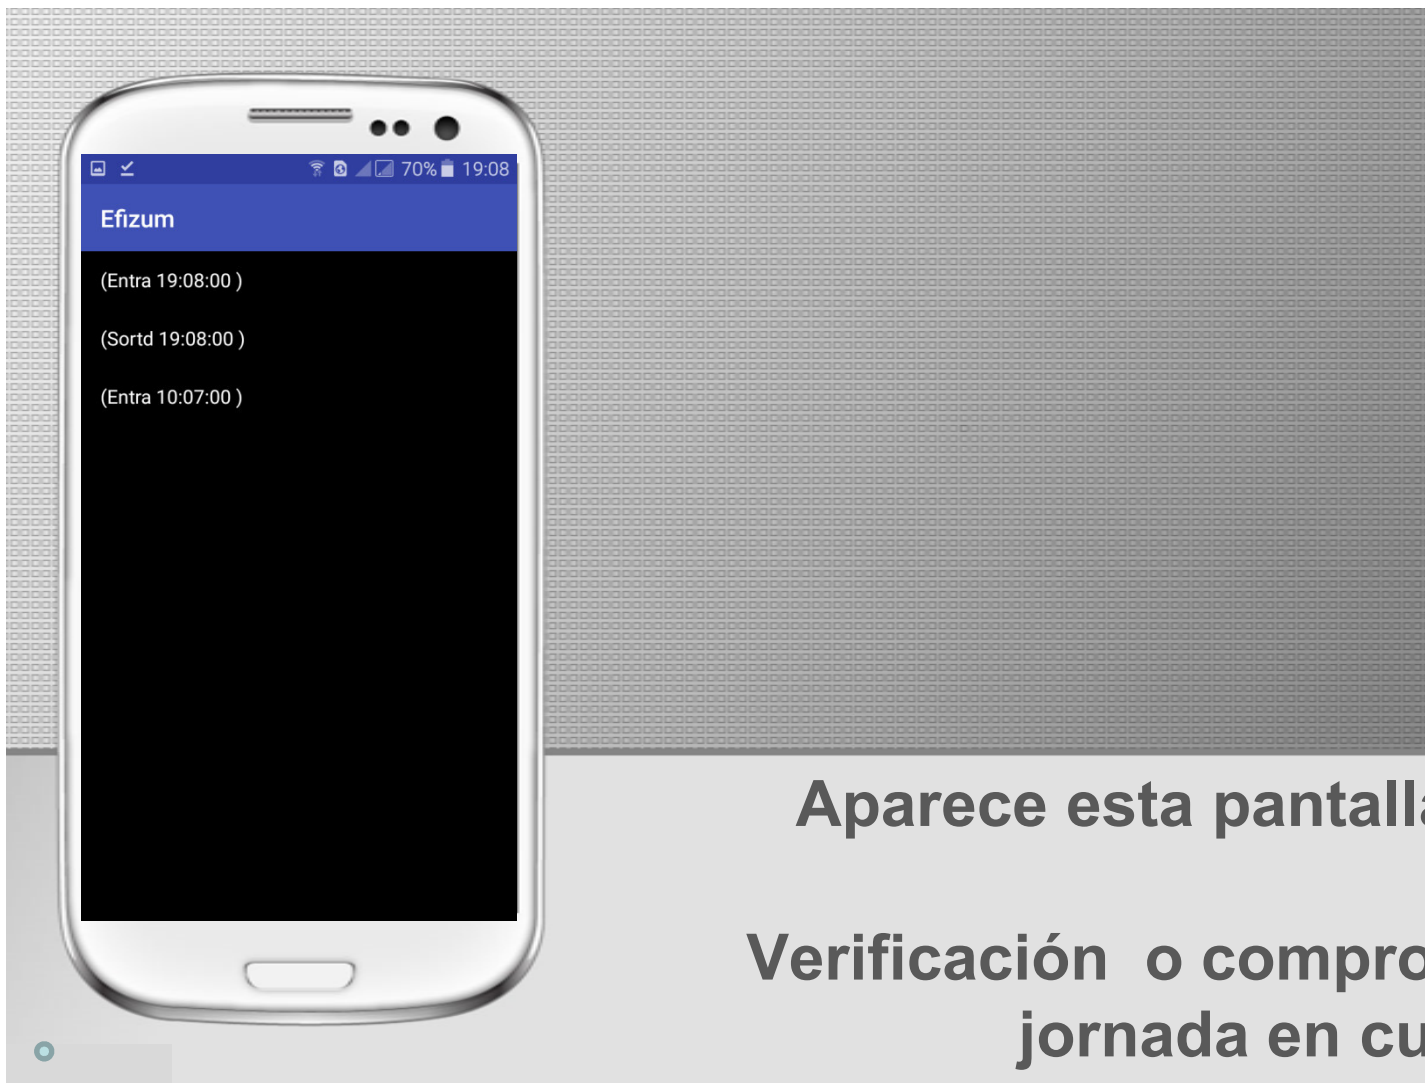 70% 19:08
Efizum
(Entra 19:08:00 )
(Sortd 19:08:00 )
(Entra 10:07:00 )
Aparece esta pantalla
Verificación o compro
jornada en cu